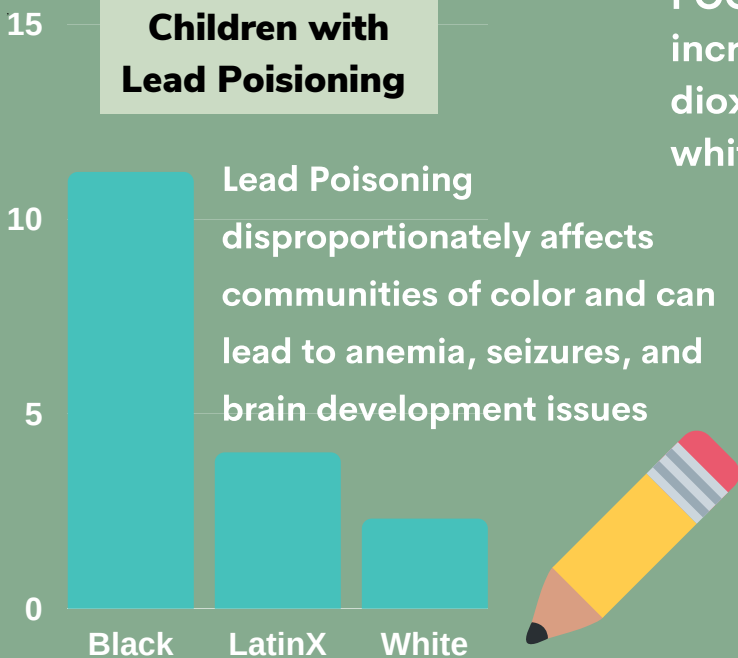 Children with
Lead Poisioning
15
10
5
0
Lead Poisoning
disproportionately affects
communities of color and can
lead to anemia, seizures, and
brain development issues
Black
LatinX
White